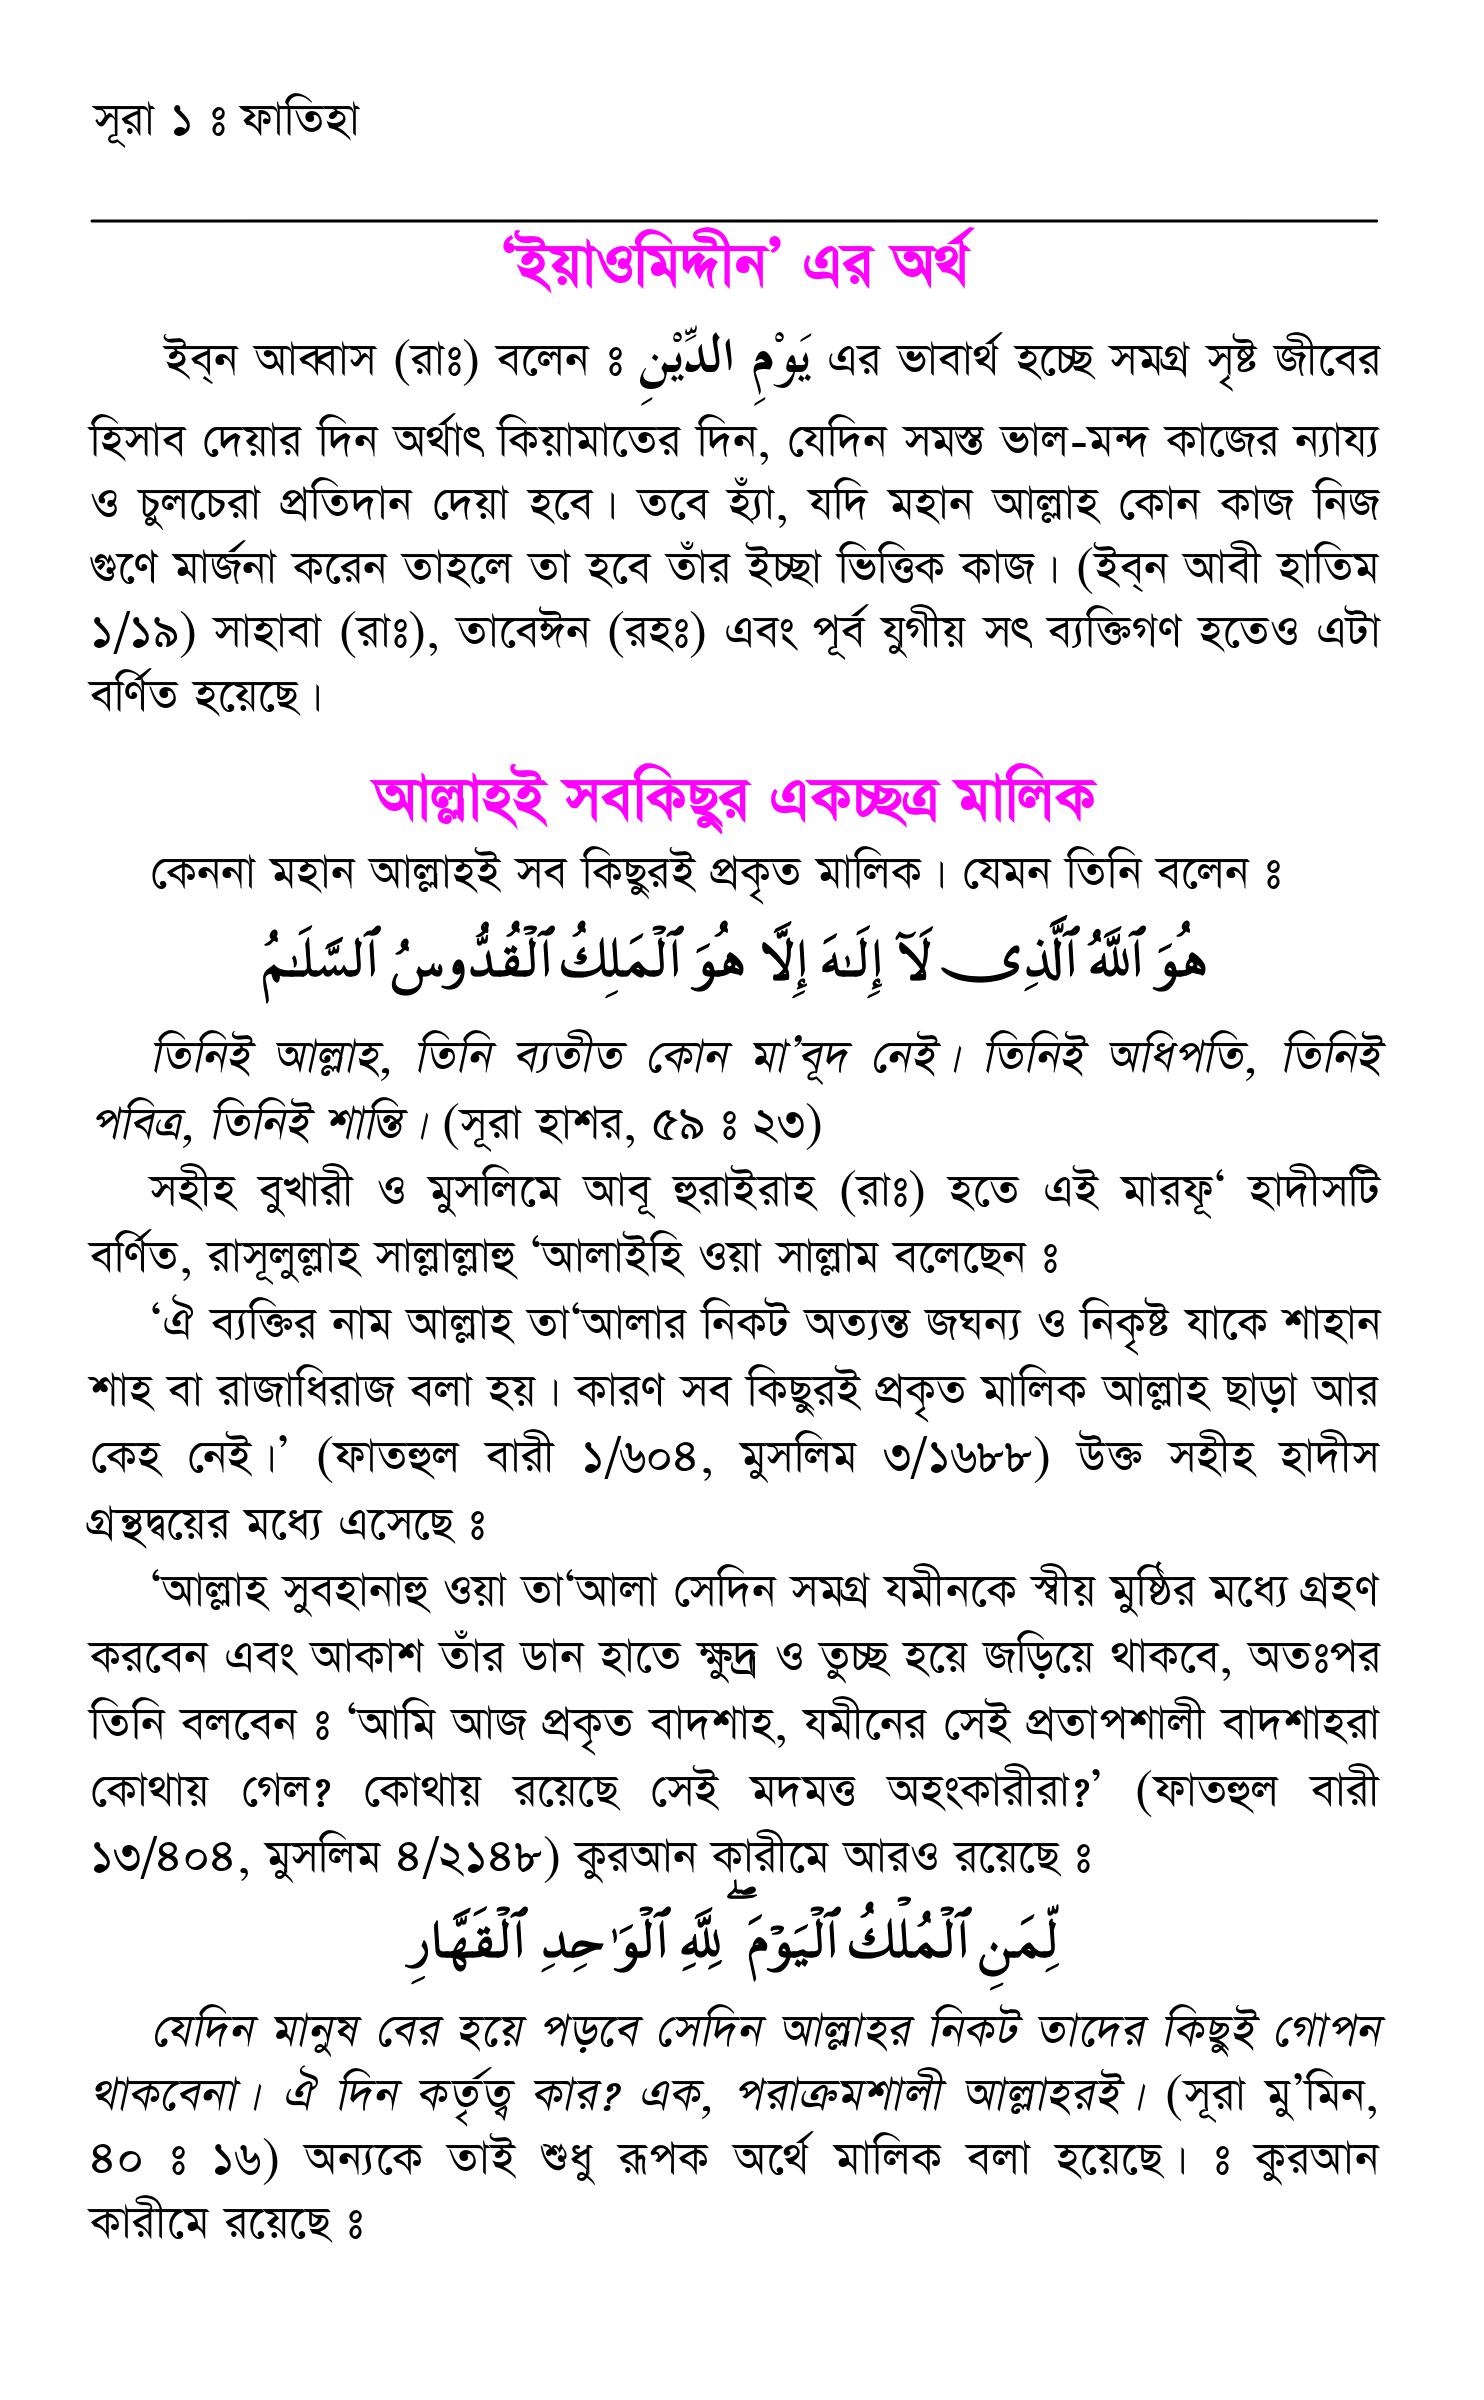 সূরা ১ ঃ ফাতিহা
‘ইয়াওমিদ্দীন’ এর অর্থ
ইব্‌ন আব্বাস (রাঃ) বলেন ঃ يَوْمِ الدِّيْنِ এর ভাবার্থ হচ্ছে সমগ্র সৃষ্ট জীবের
হিসাব দেয়ার দিন অর্থাৎ কিয়ামাতের দিন, যেদিন সমস্ত ভাল-মন্দ কাজের ন্যায্য
ও চুলচেরা প্রতিদান দেয়া হবে। তবে হ্যাঁ, যদি মহান আল্লাহ কোন কাজ নিজ
গুণে মার্জনা করেন তাহলে তা হবে তাঁর ইচ্ছা ভিত্তিক কাজ। (ইব্‌ন আবী হাতিম
১/১৯) সাহাবা (রাঃ), তাবেঈন (রহঃ) এবং পূর্ব যুগীয় সৎ ব্যক্তিগণ হতেও এটা
বর্ণিত হয়েছে।
আল্লাহই সবকিছুর একচ্ছত্র মালিক
কেননা মহান আল্লাহই সব কিছুরই প্রকৃত মালিক। যেমন তিনি বলেন ঃ
هُوَ ٱللَّهُ ٱلَّذِى لَآ إِلَـٰهَ إِلَّا هُوَ ٱلْمَلِكُ ٱلْقُدُّوسُ ٱلسَّلَـٰمُ
তিনিই আল্লাহ, তিনি ব্যতীত কোন মা’বূদ নেই। তিনিই অধিপতি, তিনিই
পবিত্র, তিনিই শান্তি। (সূরা হাশর, ৫৯ ঃ ২৩)
সহীহ বুখারী ও মুসলিমে আবূ হুরাইরাহ (রাঃ) হতে এই মারফূ‘ হাদীসটি
বর্ণিত, রাসূলুল্লাহ সাল্লাল্লাহু ‘আলাইহি ওয়া সাল্লাম বলেছেন ঃ
‘ঐ ব্যক্তির নাম আল্লাহ তা‘আলার নিকট অত্যন্ত জঘন্য ও নিকৃষ্ট যাকে শাহান
শাহ বা রাজাধিরাজ বলা হয়। কারণ সব কিছুরই প্রকৃত মালিক আল্লাহ ছাড়া আর
কেহ নেই।’ (ফাতহুল বারী ১/৬০৪, মুসলিম ৩/১৬৮৮) উক্ত সহীহ হাদীস
গ্রন্থদ্বয়ের মধ্যে এসেছে ঃ
‘আল্লাহ সুবহানাহু ওয়া তা‘আলা সেদিন সমগ্র যমীনকে স্বীয় মুষ্ঠির মধ্যে গ্রহণ
করবেন এবং আকাশ তাঁর ডান হাতে ক্ষুদ্র ও তুচ্ছ হয়ে জড়িয়ে থাকবে, অতঃপর
তিনি বলবেন ঃ ‘আমি আজ প্রকৃত বাদশাহ, যমীনের সেই প্রতাপশালী বাদশাহরা
কোথায় গেল? কোথায় রয়েছে সেই মদমত্ত অহংকারীরা?’ (ফাতহুল বারী
১৩/৪০৪, মুসলিম ৪/২১৪৮) কুরআন কারীমে আরও রয়েছে ঃ
لِّمَنِ ٱلْمُلْكُ ٱلْيَوْمَ ۖ لِلَّهِ ٱلْوَٰحِدِ ٱلْقَهَّارِ
যেদিন মানুষ বের হয়ে পড়বে সেদিন আল্লাহর নিকট তাদের কিছুই গোপন
থাকবেনা। ঐ দিন কর্তৃত্ব কার? এক, পরাক্রমশালী আল্লাহরই। (সূরা মু’মিন,
৪০ ঃ ১৬) অন্যকে তাই শুধু রূপক অর্থে মালিক বলা হয়েছে। ঃ কুরআন
কারীমে রয়েছে ঃ